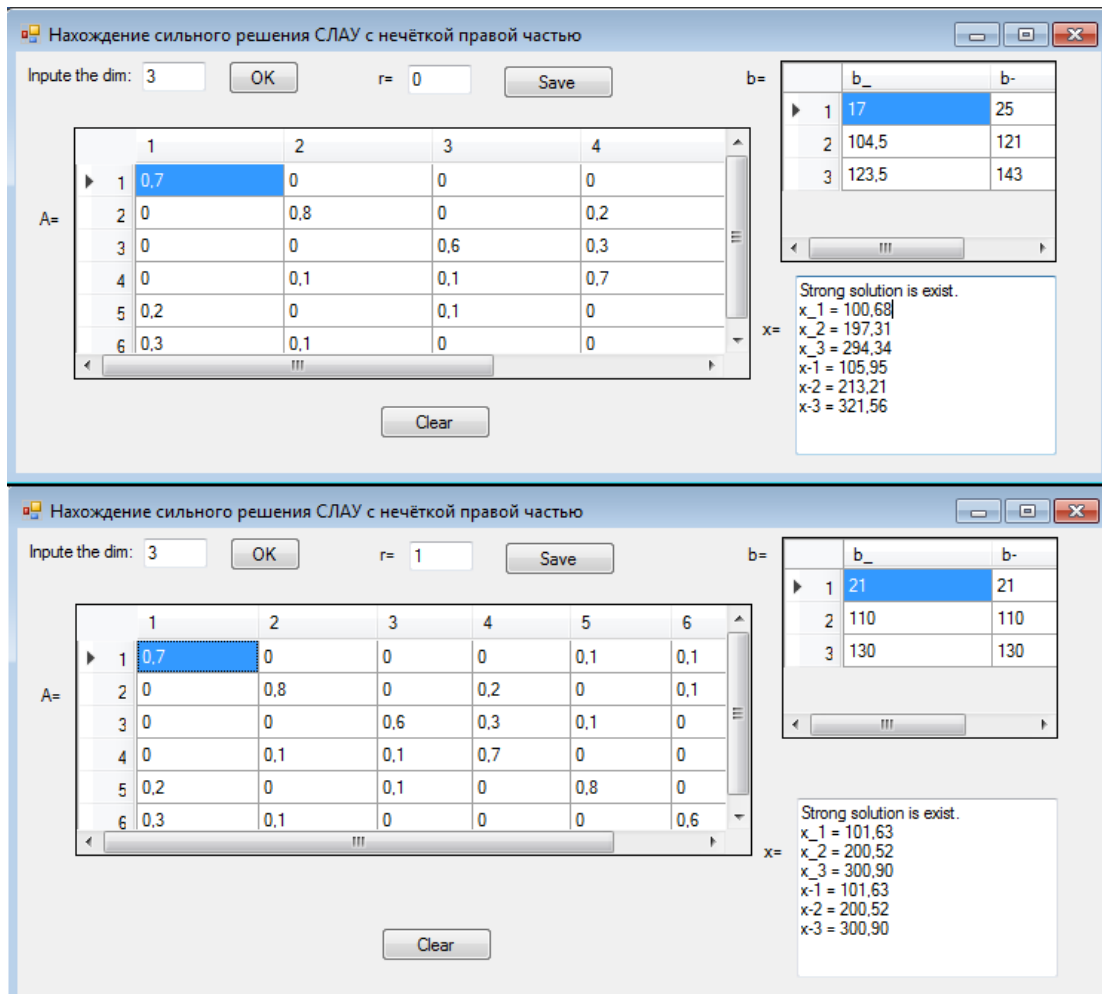 Нахождение сильного решения СЛАУ с нечёткой правой частью
Inpute the dim: 3 OK r= 0 Save b= b_ b-
1 17 25
2 104,5 121
3 123,5 143
A=
1 2 3 4
1 0,7 0 0 0
2 0 0,8 0 0,2
3 0 0 0,6 0,3
4 0 0,1 0,1 0,7
5 0,2 0 0,1 0
6 0,3 0,1 0 0
x=
Strong solution is exist.
x_1 = 100,68
x_2 = 197,31
x_3 = 294,34
x-1 = 105,95
x-2 = 213,21
x-3 = 321,56
Clear
Нахождение сильного решения СЛАУ с нечёткой правой частью
Inpute the dim: 3 OK r= 1 Save b= b_ b-
1 21 21
2 110 110
3 130 130
A=
1 2 3 4 5 6
1 0,7 0 0 0 0,1 0,1
2 0 0,8 0 0,2 0 0,1
3 0 0 0,6 0,3 0,1 0
4 0 0,1 0,1 0,7 0 0
5 0,2 0 0,1 0 0,8 0
6 0,3 0,1 0 0 0 0,6
x=
Strong solution is exist.
x_1 = 101,63
x_2 = 200,52
x_3 = 300,90
x-1 = 101,63
x-2 = 200,52
x-3 = 300,90
Clear